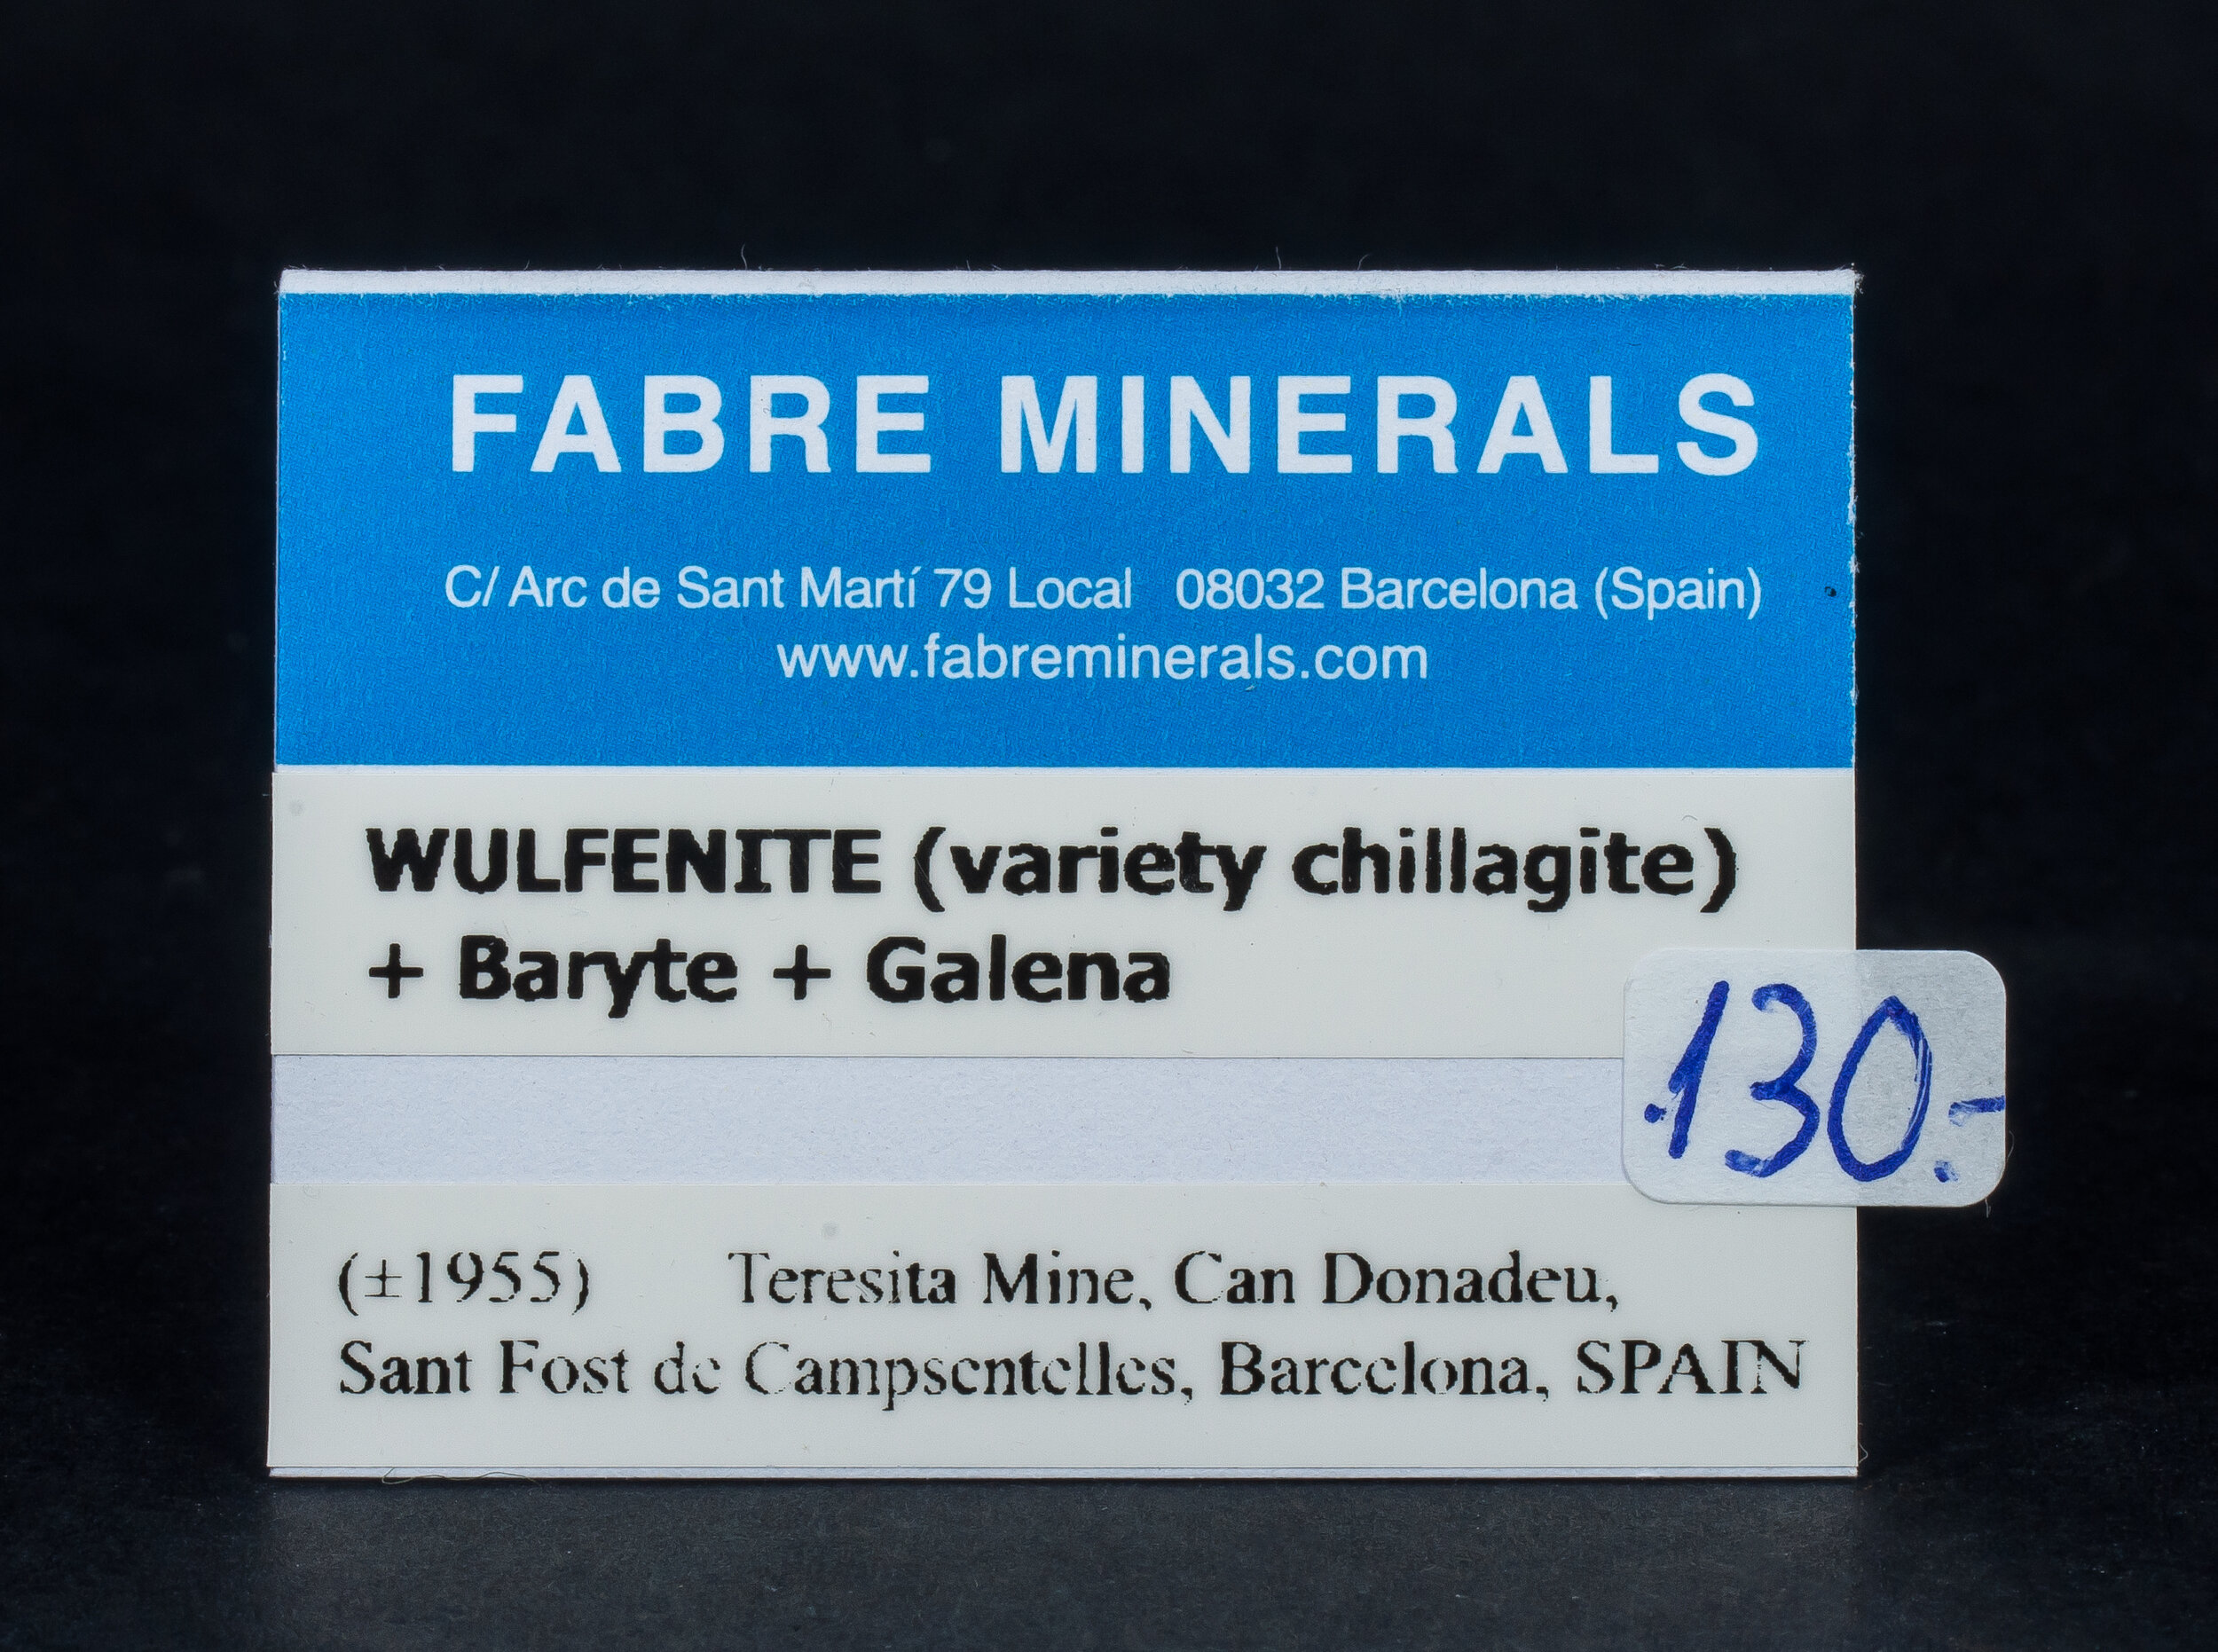 FABRE MINERALS
C/ Arc de Sant Martí 79 Local 08032 Barcelona (Spain)
www.fabreminerals.com
WULFENITE (variety chillagite)
+ Baryte + Galena
130.-
(±1955) Teresita Mine, Can Donadeu,
Sant Fost de Campsentelles, Barcelona, SPAIN